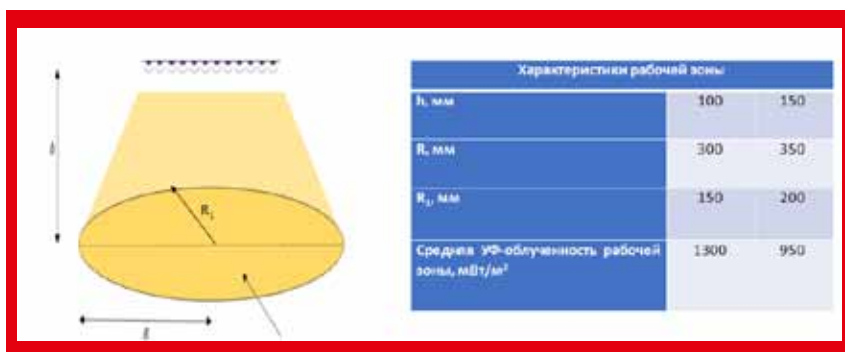 R₁
Характеристики рабочей зоны
h, мм 100 150
R, мм 300 350
R₁, мм 150 200
Средняя УФ-облученность рабочей
зоны, мВт/м² 1300 950